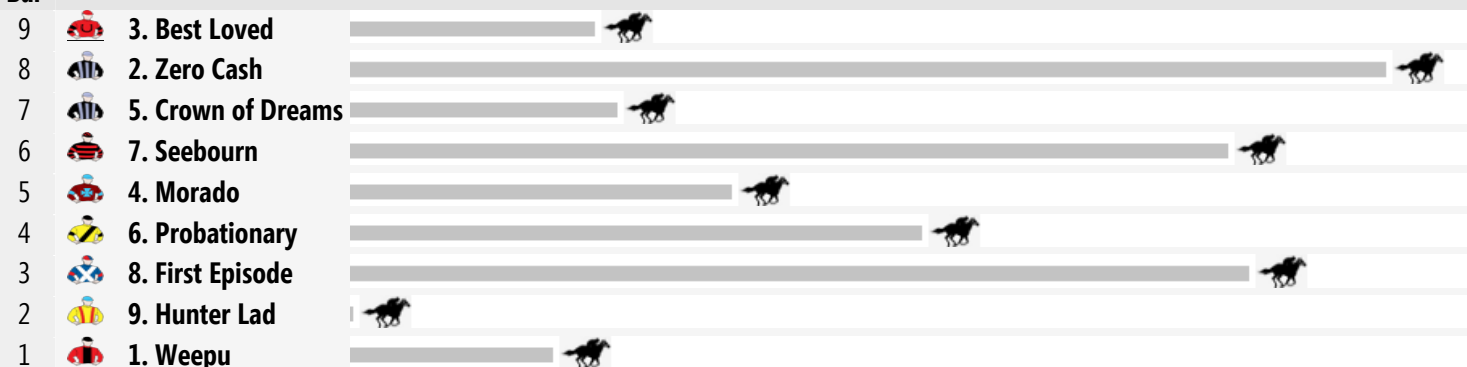 Bar
9 3. Best Loved
8 2. Zero Cash
7 5. Crown of Dreams
6 7. Seebourn
5 4. Morado
4 6. Probationary
3 8. First Episode
2 9. Hunter Lad
1 1. Weepu